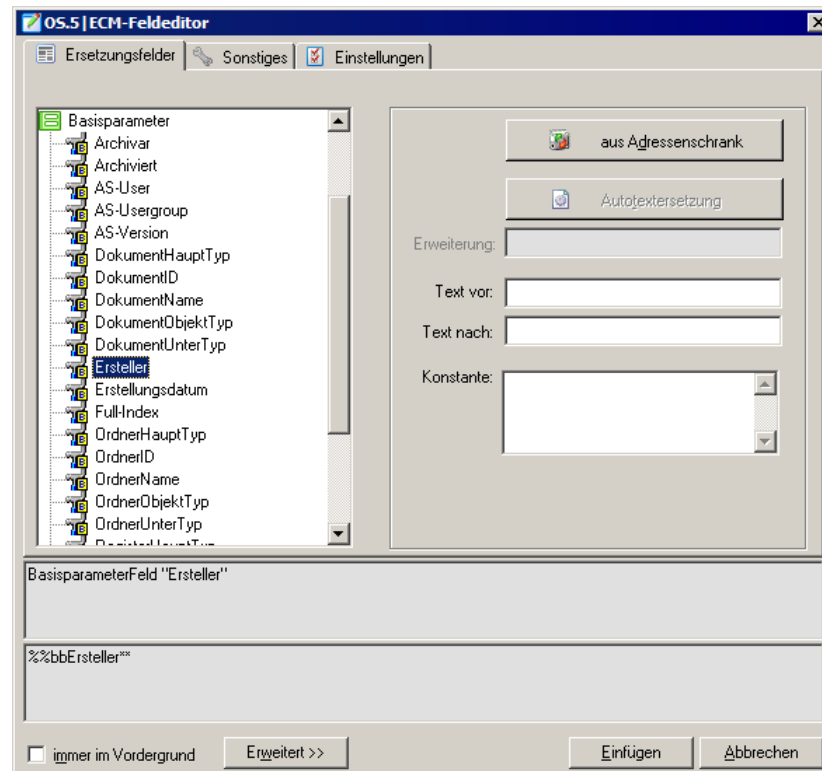 OS.5|ECM-Feldeditor
Ersetzungsfelder
Sonstiges
Einstellungen
Basisparameter
Archivar
Archiviert
AS-User
AS-Usergroup
AS-Version
DokumentHauptTyp
DokumentID
DokumentName
DokumentObjektTyp
DokumentUnterTyp
Ersteller
Erstellungsdatum
Full-Index
OrdnerHauptTyp
OrdnerID
OrdnerName
OrdnerObjektTyp
OrdnerUnterTyp
aus Adressenschrank
Autotextersetzung
Erweiterung:
Text vor:
Text nach:
Konstante:
BasisparameterFeld "Ersteller"
%%bbErsteller**
immer im Vordergrund
Erweitert >>
Einfügen
Abbrechen